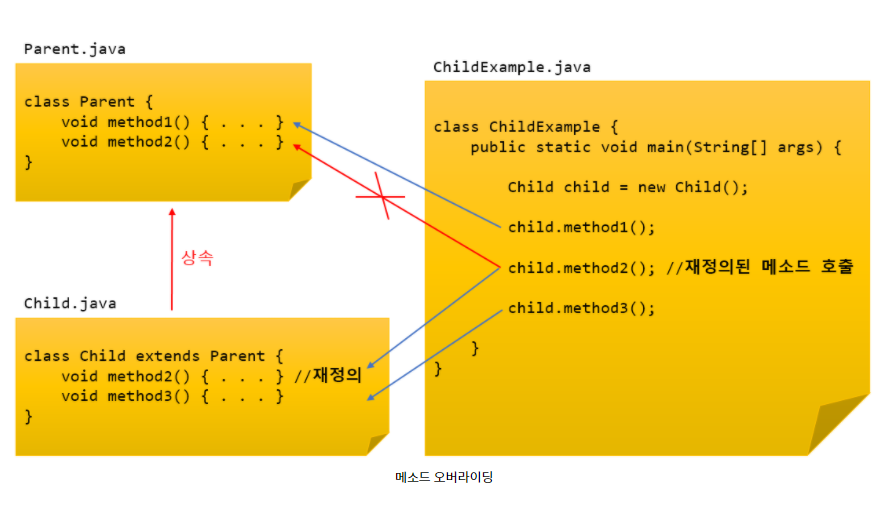 Parent.java
class Parent {
void method1() { . . . }
void method2() { . . . }
}
상속
Child.java
class Child extends Parent {
void method2() { . . . } //재정의
void method3() { . . . }
}
ChildExample.java
class ChildExample {
public static void main(String[] args) {
Child child = new Child();
child.method1();
child.method2(); //재정의된 메소드 호출
child.method3();
}
}
메소드 오버라이딩